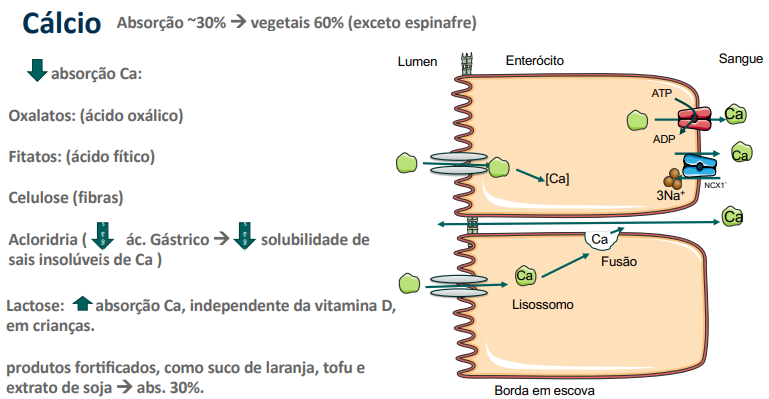 Cálcio Absorção ~30% → vegetais 60% (exceto espinafre)
absorção Ca:
Oxalatos: (ácido oxálico)
Fitatos: (ácido fítico)
Celulose (fibras)
Acloridria ( ác. Gástrico → solubilidade de
sais insolúveis de Ca )
Lactose: absorção Ca, independente da vitamina D,
em crianças.
produtos fortificados, como suco de laranja, tofu e
extrato de soja → abs. 30%.
Lumen Enterócito Sangue
ATP
Ca
ADP
Ca
[Ca]
NCX1
3Na⁺
Ca
Ca
Fusão
Ca
Lisossomo
Borda em escova